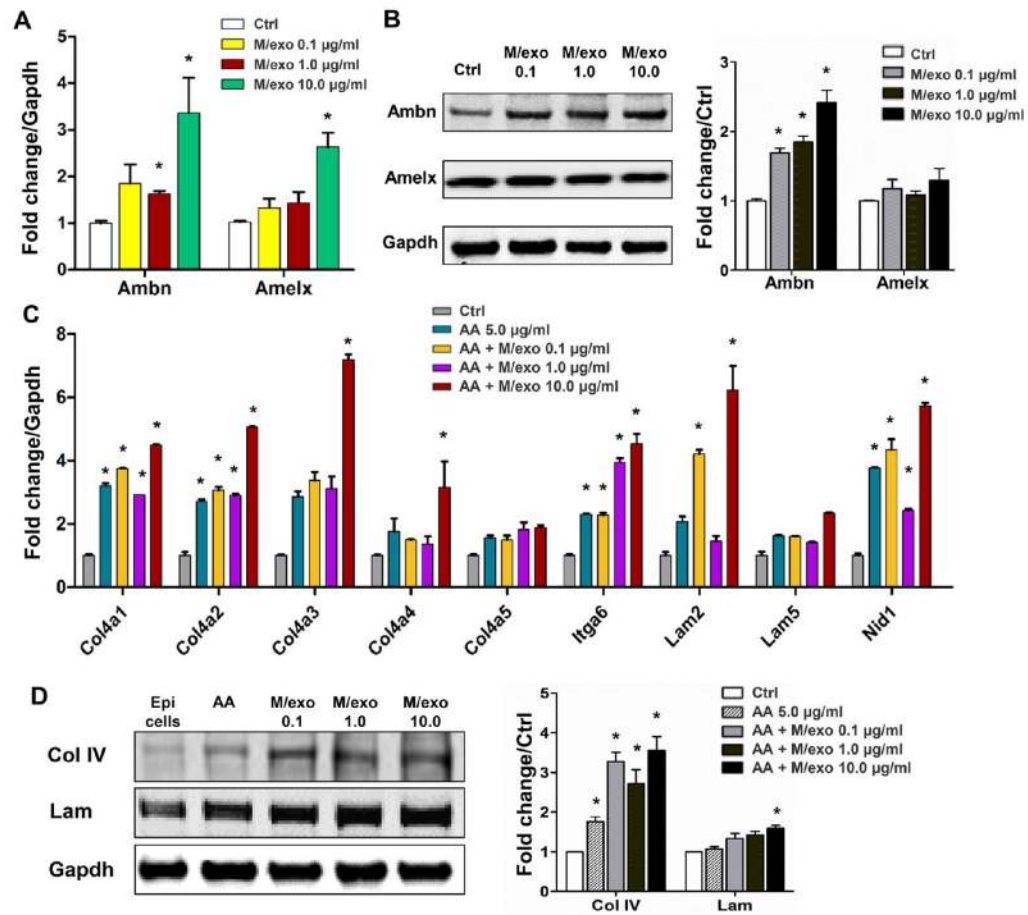 A
Fold change/Gapdh
5
4
3
2
1
0
Ctrl
M/exo 0.1 µg/ml
M/exo 1.0 µg/ml
M/exo 10.0 µg/ml
*
*
*
Ambn
Amelx
B
Ctrl
M/exo
0.1
M/exo
1.0
M/exo
10.0
Ambn
Amelx
Gapdh
Fold change/Ctrl
3
2
1
0
Ctrl
M/exo 0.1 µg/ml
M/exo 1.0 µg/ml
M/exo 10.0 µg/ml
* * *
Ambn
Amelx
C
Fold change/Gapdh
8
6
4
2
0
Ctrl
AA 5.0 µg/ml
AA + M/exo 0.1 µg/ml
AA + M/exo 1.0 µg/ml
AA + M/exo 10.0 µg/ml
* * * *
* * * *
*
*
* * * *
* *
* * * *
Col4a1
Col4a2
Col4a3
Col4a4
Col4a5
Itga6
Lam2
Lam5
Nid1
D
Epi
cells
AA
M/exo
0.1
M/exo
1.0
M/exo
10.0
Col IV
Lam
Gapdh
Fold change/Ctrl
5
4
3
2
1
0
Ctrl
AA 5.0 µg/ml
AA + M/exo 0.1 µg/ml
AA + M/exo 1.0 µg/ml
AA + M/exo 10.0 µg/ml
* * * *
*
Col IV
Lam